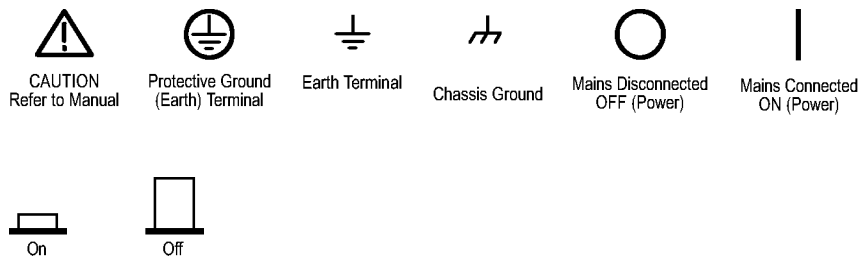 CAUTION
Refer to Manual
Protective Ground
(Earth) Terminal
Earth Terminal
Chassis Ground
Mains Disconnected
OFF (Power)
Mains Connected
ON (Power)
On
Off